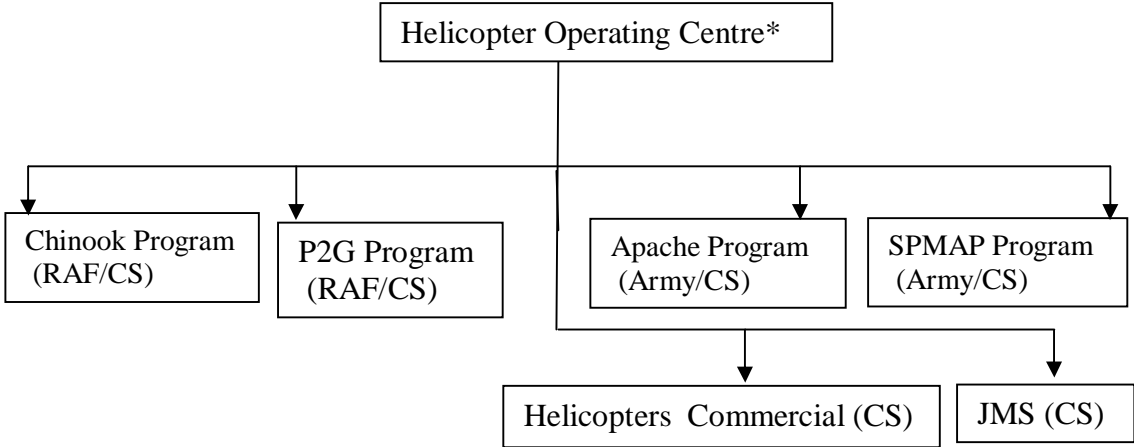 Helicopter Operating Centre*
Chinook Program
(RAF/CS)
P2G Program
(RAF/CS)
Apache Program
(Army/CS)
SPMAP Program
(Army/CS)
Helicopters Commercial (CS)
JMS (CS)